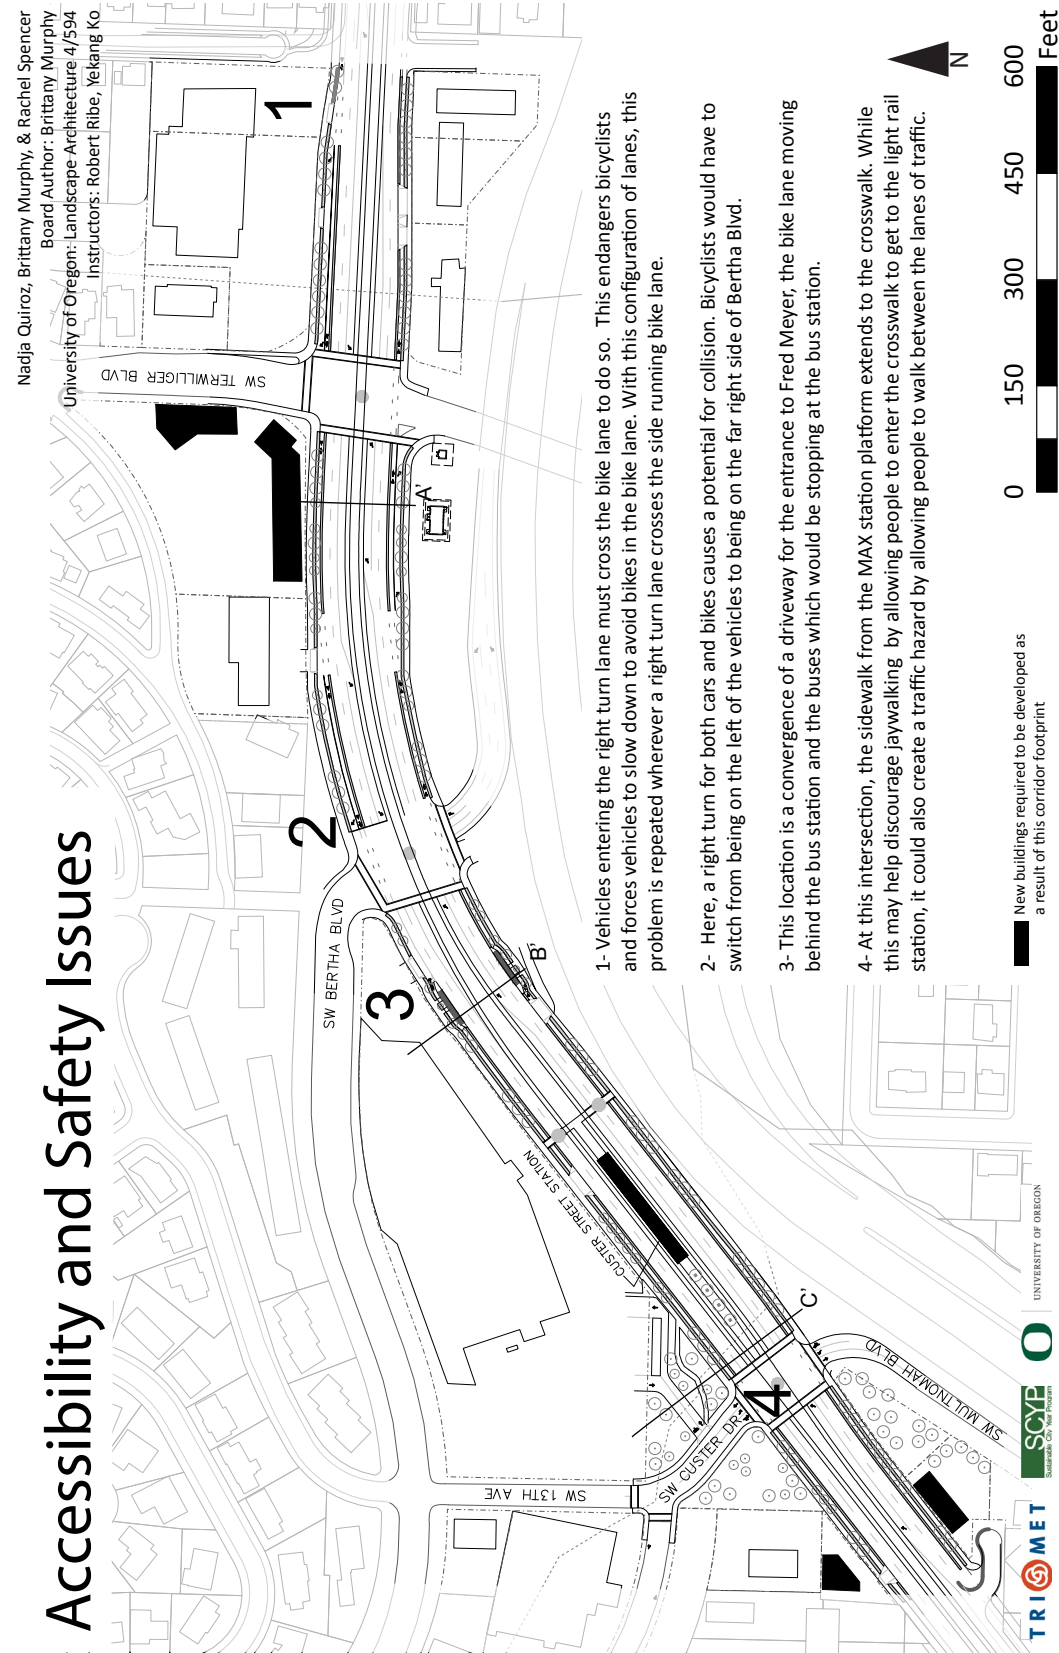 Accessibility and Safety Issues
Nadja Quiroz, Brittany Murphy, & Rachel Spencer
Board Author: Brittany Murphy
University of Oregon: Landscape Architecture 4/594
Instructors: Robert Ribe, Yekang Ko
1
2
3
4
SW TERWILLIGER BLVD
SW BERTHA BLVD
CUSTER STREET STATION
SW 13TH AVE
SW CUSTER DR
SW MULTNOMAH BLVD
A'
B'
C'
1- Vehicles entering the right turn lane must cross the bike lane to do so. This endangers bicyclists
and forces vehicles to slow down to avoid bikes in the bike lane. With this configuration of lanes, this
problem is repeated wherever a right turn lane crosses the side running bike lane.
2- Here, a right turn for both cars and bikes causes a potential for collision. Bicyclists would have to
switch from being on the left of the vehicles to being on the far right side of Bertha Blvd.
3- This location is a convergence of a driveway for the entrance to Fred Meyer, the bike lane moving
behind the bus station and the buses which would be stopping at the bus station.
4- At this intersection, the sidewalk from the MAX station platform extends to the crosswalk. While
this may help discourage jaywalking by allowing people to enter the crosswalk to get to the light rail
station, it could also create a traffic hazard by allowing people to walk between the lanes of traffic.
New buildings required to be developed as
a result of this corridor footprint
N
0 150 300 450 600
Feet
TRI MET
SCYP
Sustainable City Year Program
O
UNIVERSITY OF OREGON